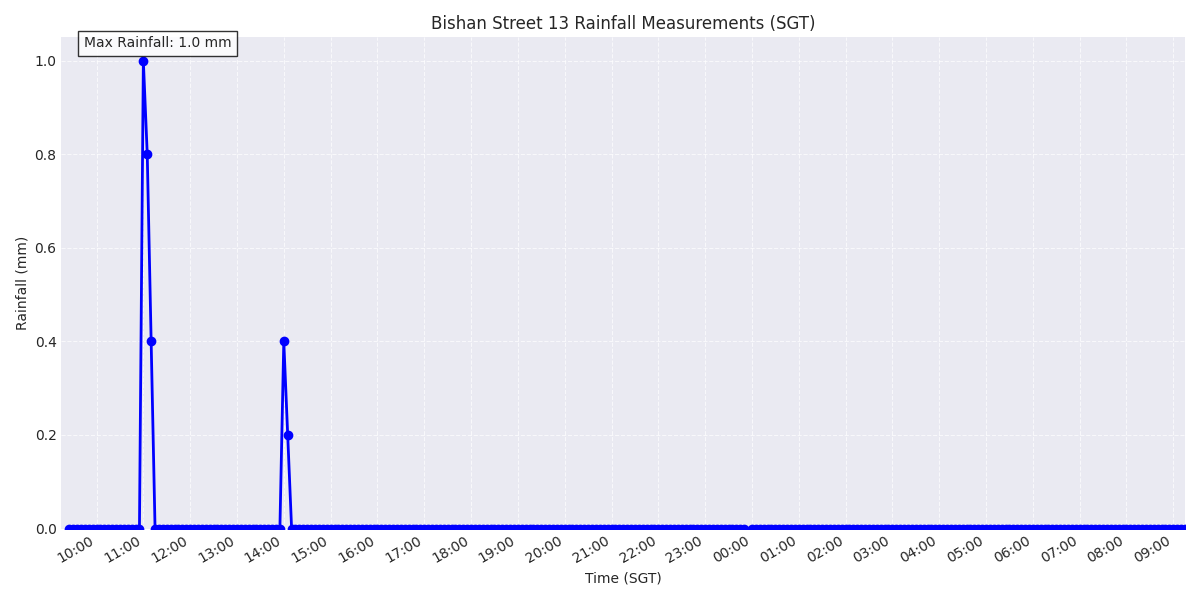 Bishan Street 13 Rainfall Measurements (SGT)
Max Rainfall: 1.0 mm
1.0
0.8
0.6
0.4
0.2
0.0
Rainfall (mm)
10:00 11:00 12:00 13:00 14:00 15:00 16:00 17:00 18:00 19:00 20:00 21:00 22:00 23:00 00:00 01:00 02:00 03:00 04:00 05:00 06:00 07:00 08:00 09:00
Time (SGT)